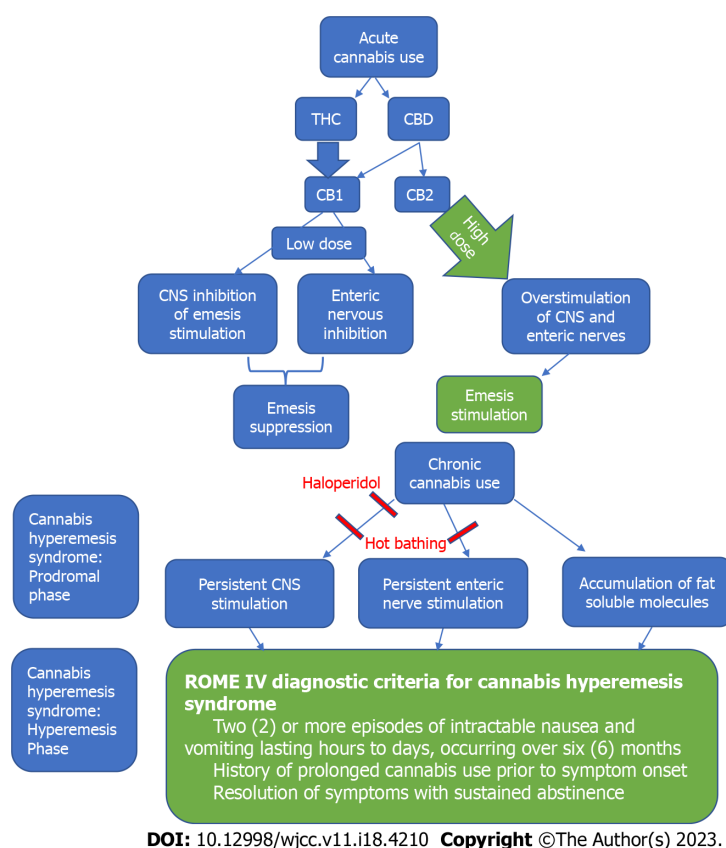 Acute
cannabis use
THC
CBD
CB1
CB2
Low dose
High
dose
CNS inhibition
of emesis
stimulation
Enteric
nervous
inhibition
Overstimulation
of CNS and
enteric nerves
Emesis
suppression
Emesis
stimulation
Chronic
cannabis use
Haloperidol
Hot bathing
Cannabis
hyperemesis
syndrome:
Prodromal
phase
Persistent CNS
stimulation
Persistent enteric
nerve stimulation
Accumulation of fat
soluble molecules
Cannabis
hyperemesis
syndrome:
Hyperemesis
Phase
ROME IV diagnostic criteria for cannabis hyperemesis
syndrome
Two (2) or more episodes of intractable nausea and
vomiting lasting hours to days, occurring over six (6) months
History of prolonged cannabis use prior to symptom onset
Resolution of symptoms with sustained abstinence
DOI: 10.12998/wjcc.v11.i18.4210 Copyright ©The Author(s) 2023.